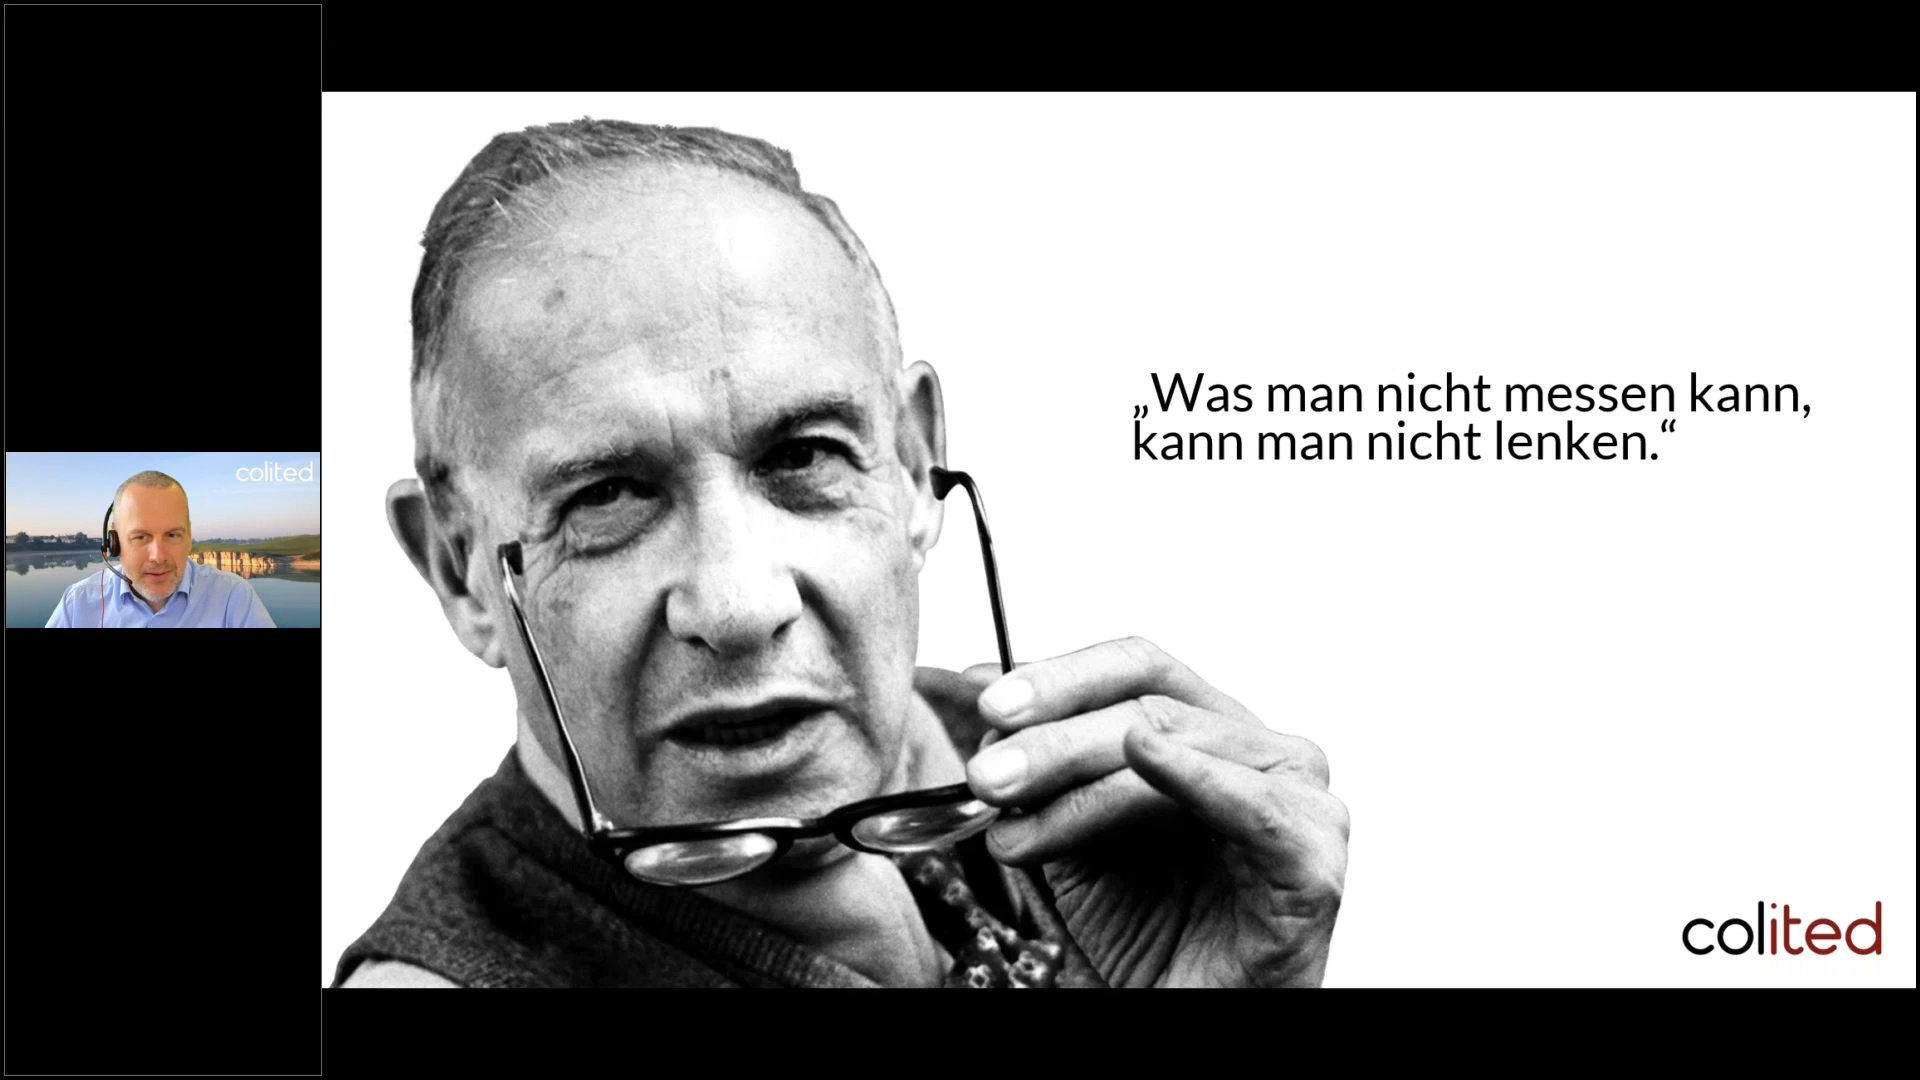 colited
„Was man nicht messen kann,
kann man nicht lenken.“
colited